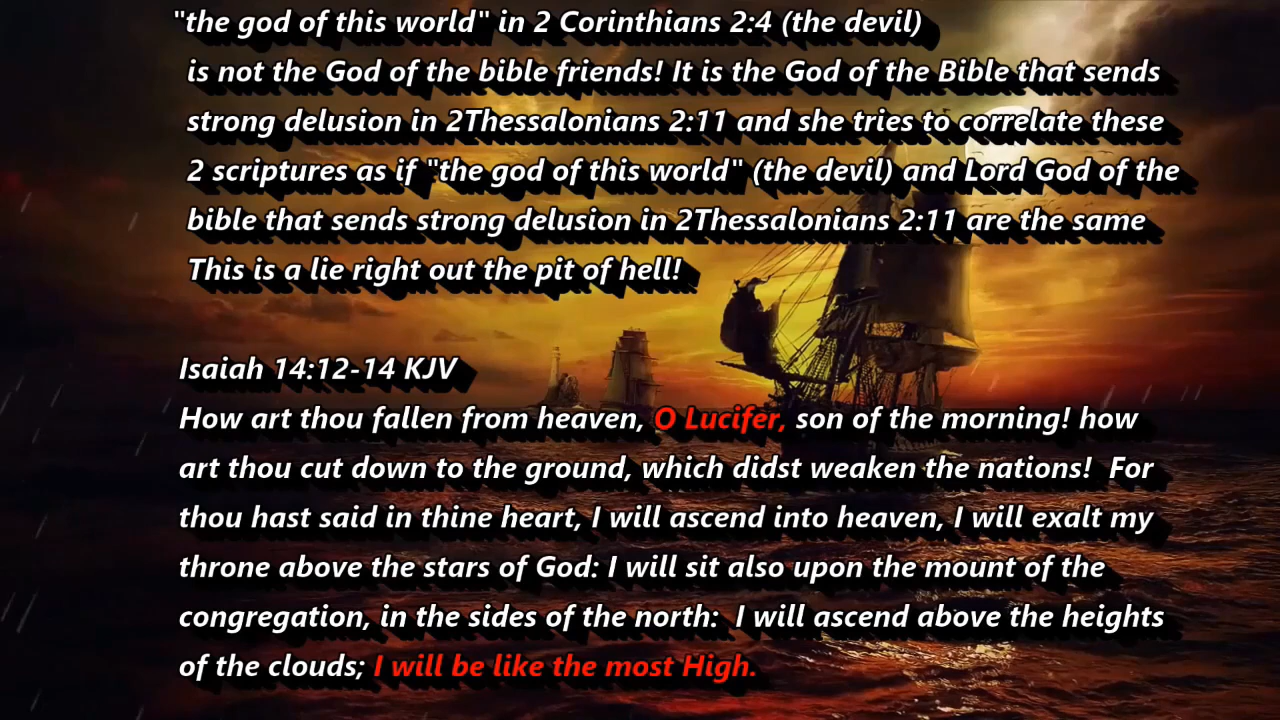 "the god of this world" in 2 Corinthians 2:4 (the devil)
is not the God of the bible friends! It is the God of the Bible that sends
strong delusion in 2Thessalonians 2:11 and she tries to correlate these
2 scriptures as if "the god of this world" (the devil) and Lord God of the
bible that sends strong delusion in 2Thessalonians 2:11 are the same
This is a lie right out the pit of hell!
Isaiah 14:12-14 KJV
How art thou fallen from heaven, O Lucifer, son of the morning! how
art thou cut down to the ground, which didst weaken the nations!  For
thou hast said in thine heart, I will ascend into heaven, I will exalt my
throne above the stars of God: I will sit also upon the mount of the
congregation, in the sides of the north:  I will ascend above the heights
of the clouds; I will be like the most High.